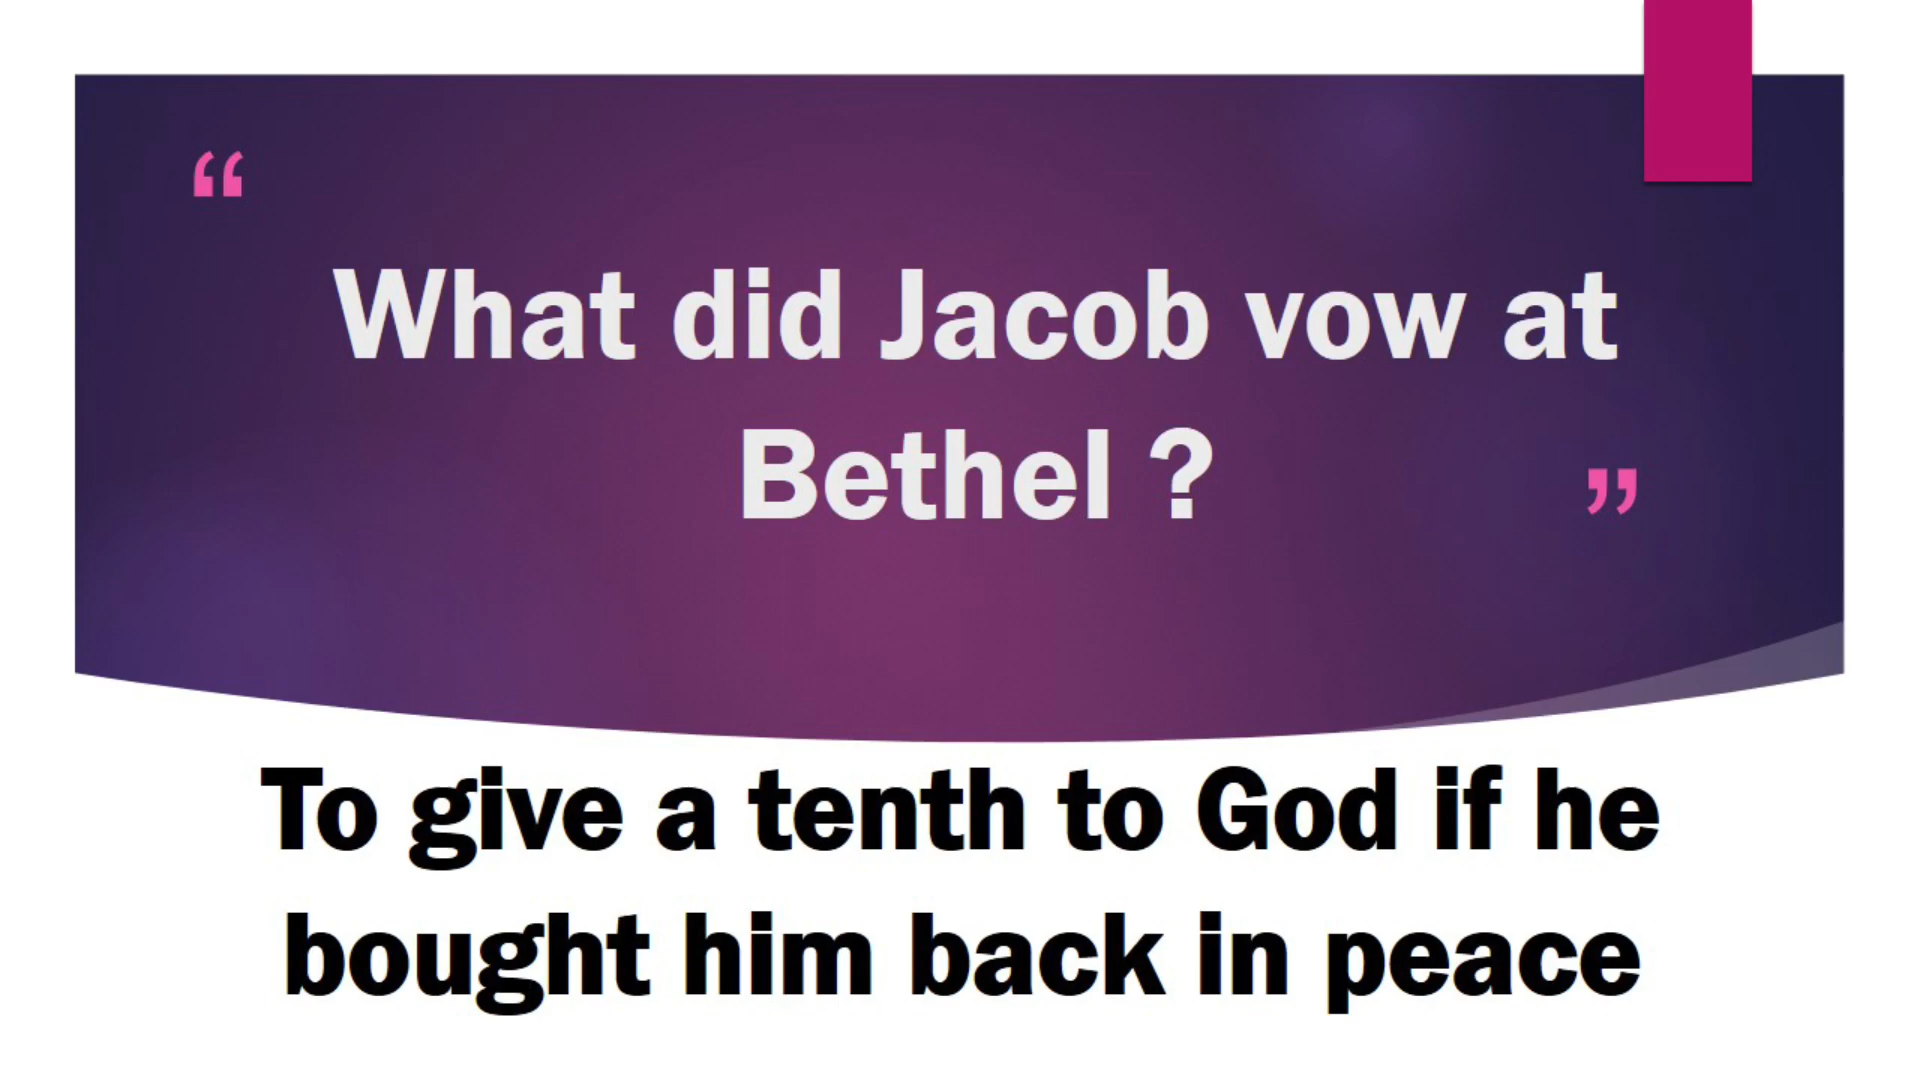 “
What did Jacob vow at
Bethel ?
”
To give a tenth to God if he
bought him back in peace